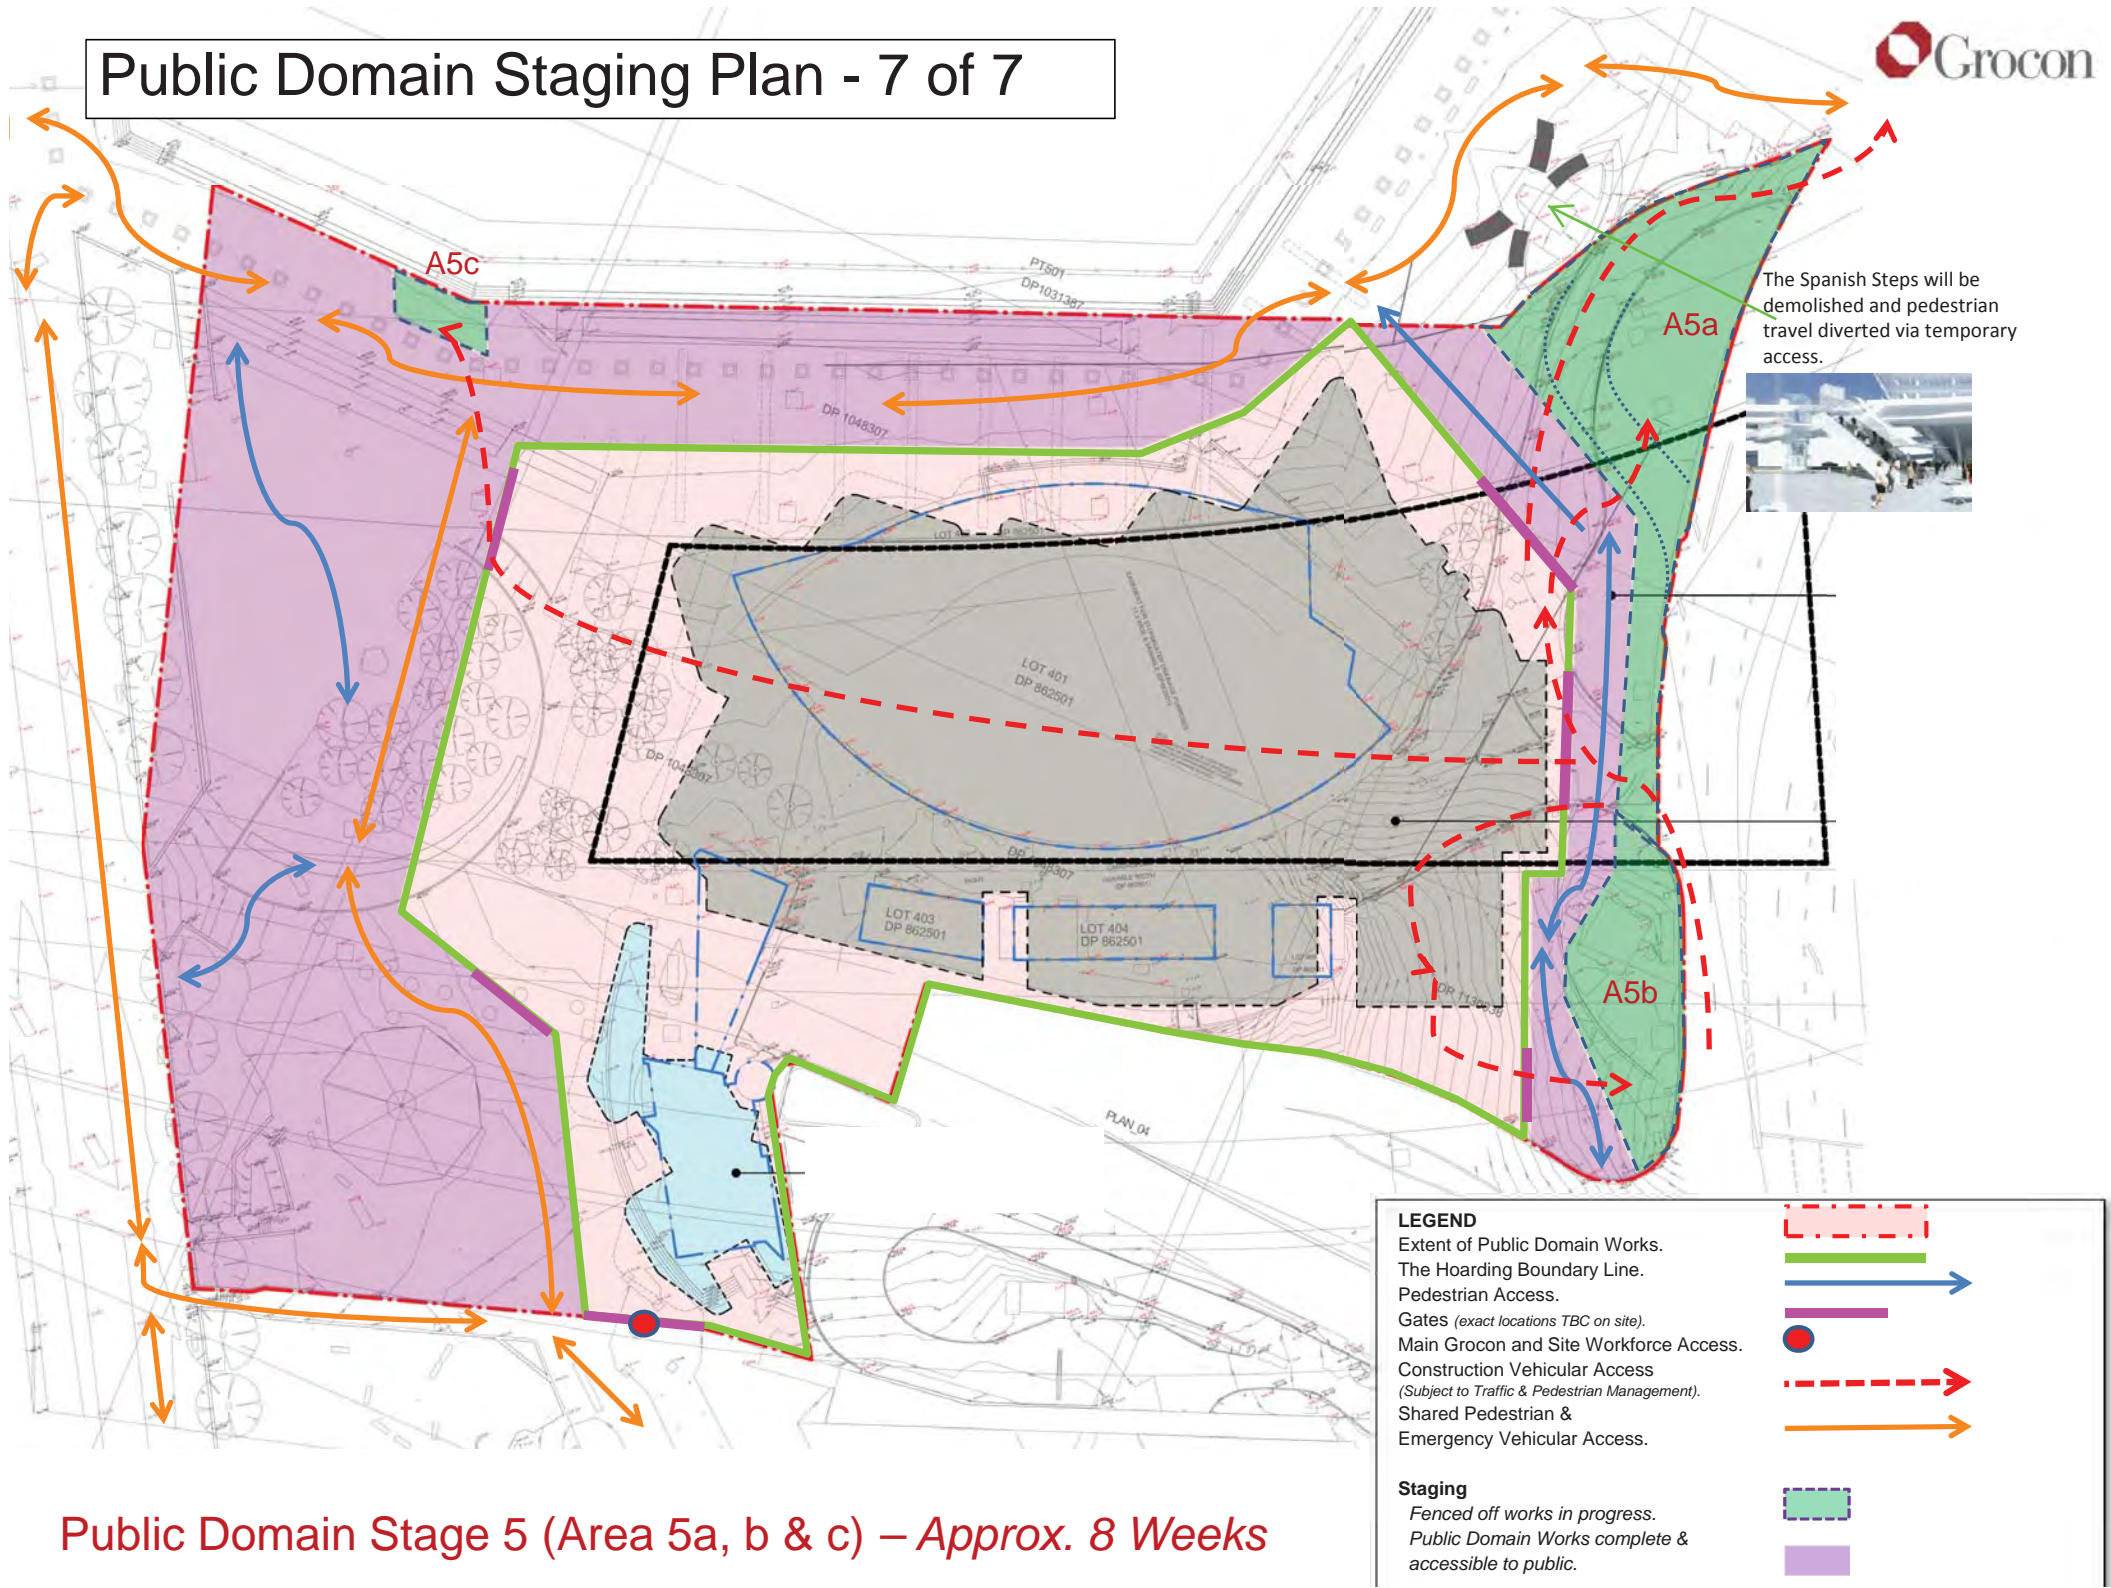 Public Domain Staging Plan - 7 of 7
Grocon
A5c
PT501
DP1031387
The Spanish Steps will be
demolished and pedestrian
travel diverted via temporary
access.
A5a
DP 1048307
LOT 401
DP 862501
DP 1048307
LOT 403
DP 862501
LOT 404
DP 862501
A5b
PLAN_04
LEGEND
Extent of Public Domain Works.
The Hoarding Boundary Line.
Pedestrian Access.
Gates (exact locations TBC on site).
Main Grocon and Site Workforce Access.
Construction Vehicular Access
(Subject to Traffic & Pedestrian Management).
Shared Pedestrian &
Emergency Vehicular Access.
Staging
Fenced off works in progress.
Public Domain Works complete &
accessible to public.
Public Domain Stage 5 (Area 5a, b & c) – Approx. 8 Weeks